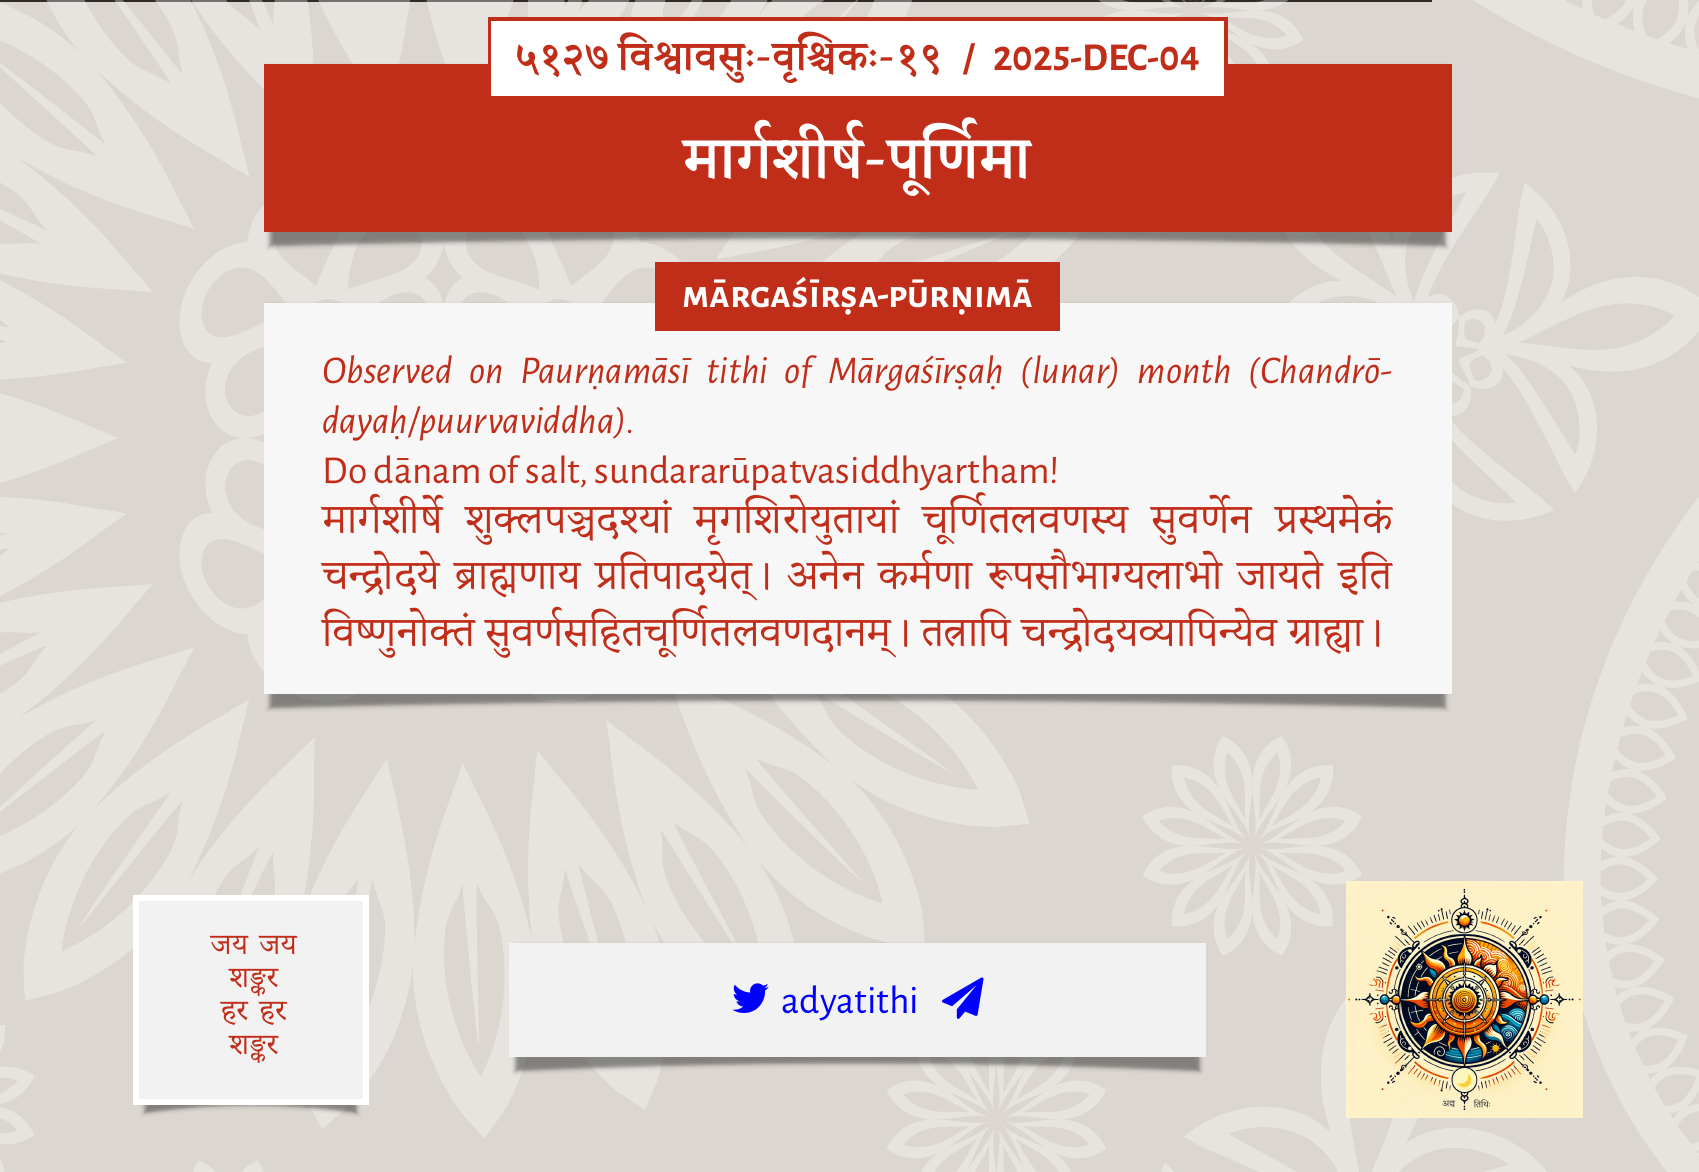 ५१२७ विश्वावसुः-वृश्चिकः-१९ / 2025-DEC-04
मार्गशीर्ष-पूर्णिमा
MĀRGAŚĪRṢA-PŪRṆIMĀ
Observed on Paurṇamāsī tithi of Mārgaśīrṣaḥ (lunar) month (Chandrō-
dayaḥ/puurvaviddha).
Do dānam of salt, sundararūpatvasiddhyartham!
मार्गशीर्षे शुक्लपञ्चदश्यां मृगशिरोयुतायां चूर्णितलवणस्य सुवर्णेन प्रस्थमेकं
चन्द्रोदये ब्राह्मणाय प्रतिपादयेत्। अनेन कर्मणा रूपसौभाग्यलाभो जायते इति
विष्णुनोक्तं सुवर्णसहितचूर्णितलवणदानम्। तत्रापि चन्द्रोदयव्यापिन्येव ग्राह्या।
जय जय
शङ्कर
हर हर
शङ्कर
adyatithi
अद्य तिथिः